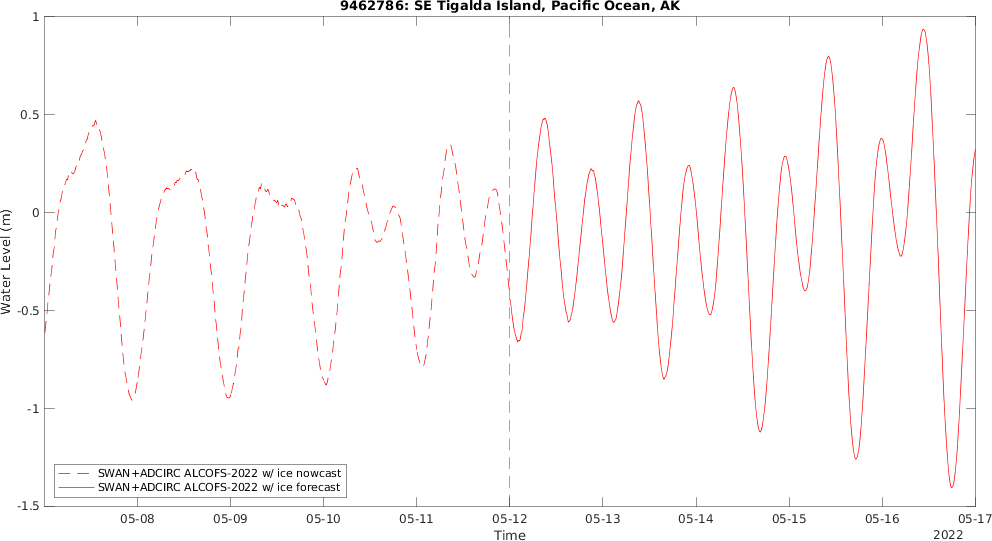 9462786: SE Tigalda Island, Pacific Ocean, AK
1
0.5
0
-0.5
-1
-1.5
Water Level (m)
SWAN+ADCIRC ALCOFS-2022 w/ ice nowcast
SWAN+ADCIRC ALCOFS-2022 w/ ice forecast
05-08 05-09 05-10 05-11 05-12 05-13 05-14 05-15 05-16 05-17
Time
2022